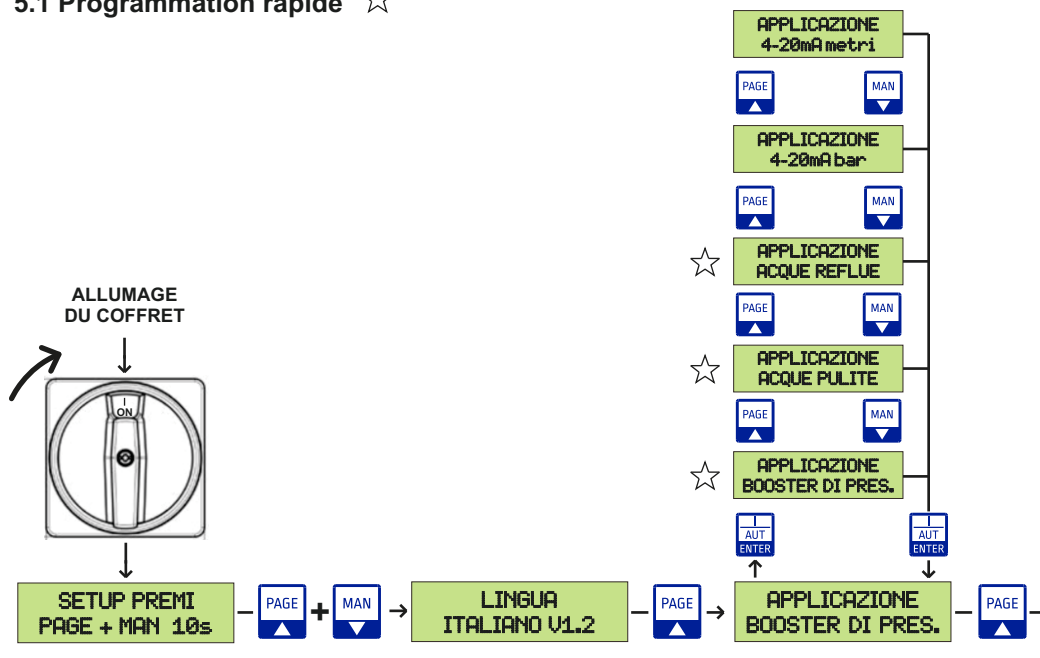 5.1 Programmation rapide
APPLICAZIONE
4-20mA metri
PAGE
MAN
APPLICAZIONE
4-20mA bar
PAGE
MAN
APPLICAZIONE
ACQUE REFLUE
PAGE
MAN
APPLICAZIONE
ACQUE PULITE
PAGE
MAN
APPLICAZIONE
BOOSTER DI PRES.
I
AUT
ENTER
I
AUT
ENTER
ALLUMAGE
DU COFFRET
I
ON
SETUP PREMI
PAGE + MAN 10s
PAGE
+
MAN
LINGUA
ITALIANO V1.2
PAGE
APPLICAZIONE
BOOSTER DI PRES.
PAGE